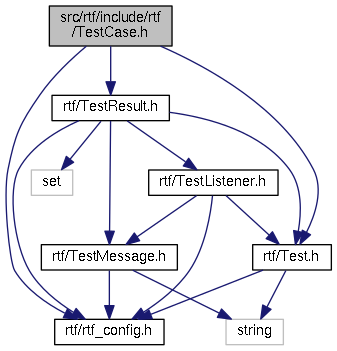 src/rtf/include/rtf
/TestCase.h
rtf/TestResult.h
set
rtf/TestListener.h
rtf/TestMessage.h
rtf/Test.h
rtf/rtf_config.h
string